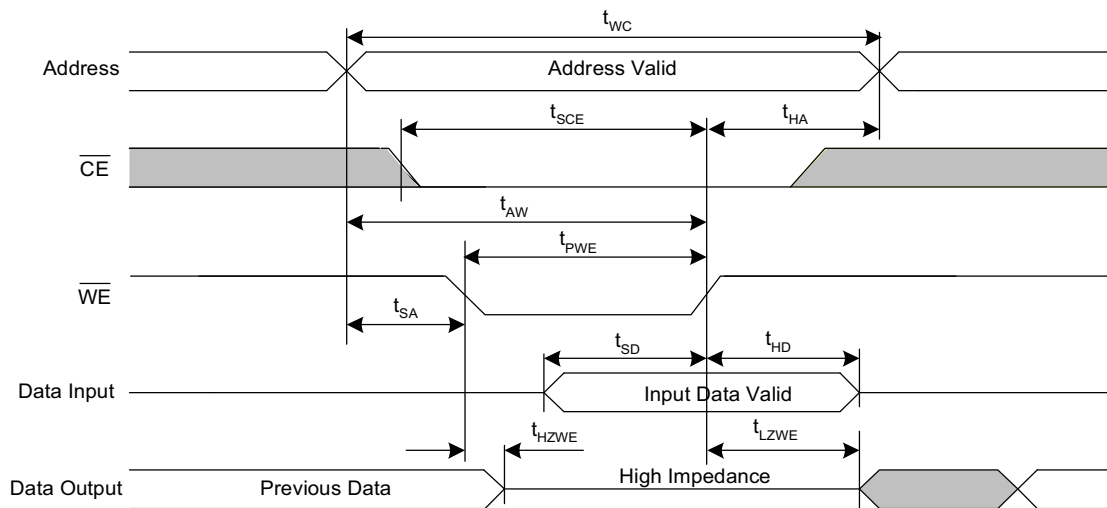 tWC
Address
Address Valid
tSCE
tHA
CE
tAW
tPWE
WE
tSA
tSD
tHD
Data Input
Input Data Valid
tHZWE
tLZWE
Data Output
Previous Data
High Impedance